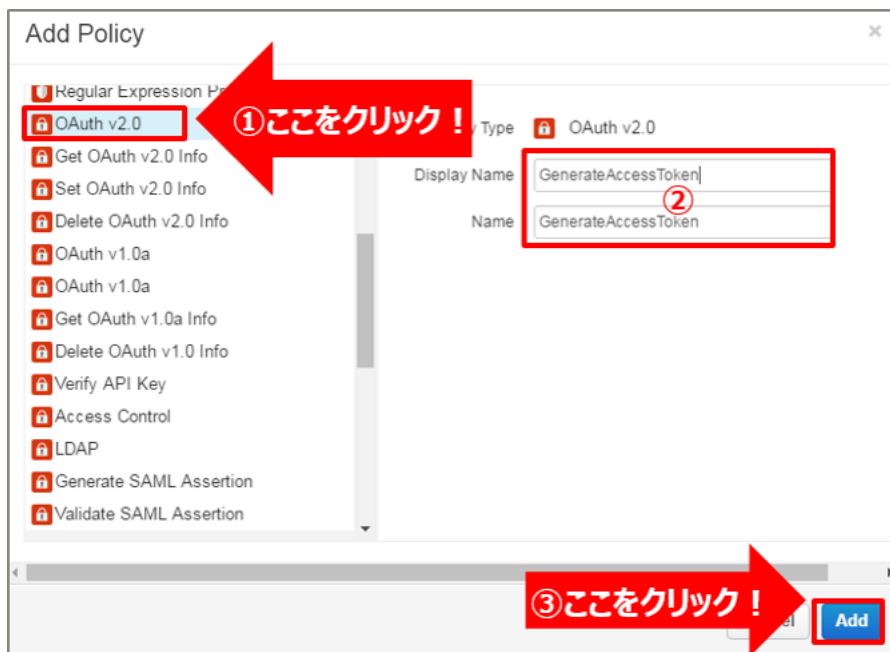 Add Policy
×
Regular Expression P
OAuth v2.0
①ここをクリック！
y Type
OAuth v2.0
Get OAuth v2.0 Info
Display Name
GenerateAccessToken
Set OAuth v2.0 Info
②
Delete OAuth v2.0 Info
Name
GenerateAccessToken
OAuth v1.0a
OAuth v1.0a
Get OAuth v1.0a Info
Delete OAuth v1.0 Info
Verify API Key
Access Control
LDAP
Generate SAML Assertion
Validate SAML Assertion
③ここをクリック！
el
Add